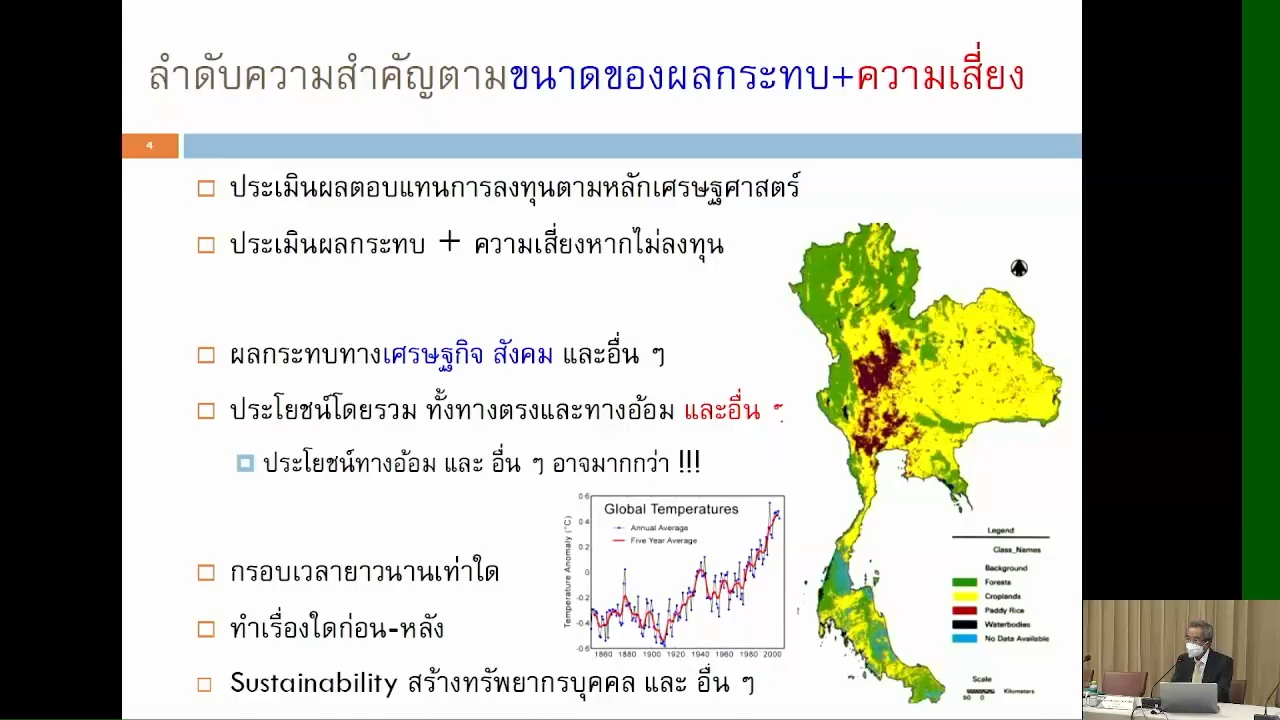 ลำดับความสำคัญตามขนาดของผลกระทบ+ความเสี่ยง
4
ประเมินผลตอบแทนการลงทุนตามหลักเศรษฐศาสตร์
ประเมินผลกระทบ + ความเสี่ยงหากไม่ลงทุน
ผลกระทบทางเศรษฐกิจ สังคม และอื่น ๆ
ประโยชน์โดยรวม ทั้งทางตรงและทางอ้อม และอื่น ๆ
ประโยชน์ทางอ้อม และ อื่น ๆ อาจมากกว่า !!!
กรอบเวลายาวนานเท่าใด
ทำเรื่องใดก่อน-หลัง
Sustainability สร้างทรัพยากรบุคคล และ อื่น ๆ
Global Temperatures
Annual Average
Five Year Average
Temperature Anomaly (°C)
0.6
0.4
0.2
0
-0.2
-0.4
-0.6
1860 1880 1900 1920 1940 1960 1980 2000
Legend
Class_Names
Background
Forests
Croplands
Paddy Rice
Waterbodies
No Data Available
Scale
Kilometers